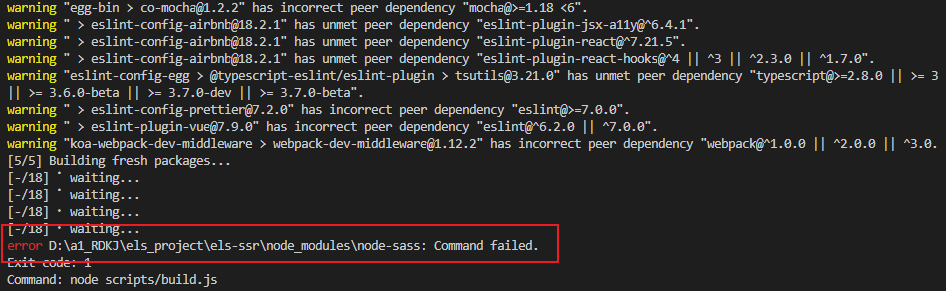 warning "egg-bin > co-mocha@1.2.2" has incorrect peer dependency "mocha@>=1.18 <6".
warning " > eslint-config-airbnb@18.2.1" has unmet peer dependency "eslint-plugin-jsx-a11y@^6.4.1".
warning " > eslint-config-airbnb@18.2.1" has unmet peer dependency "eslint-plugin-react@^7.21.5".
warning " > eslint-config-airbnb@18.2.1" has unmet peer dependency "eslint-plugin-react-hooks@^4 || ^3 || ^2.3.0 || ^1.7.0".
warning "eslint-config-egg > @typescript-eslint/eslint-plugin > tsutils@3.21.0" has unmet peer dependency "typescript@>=2.8.0 || >= 3
|| >= 3.6.0-beta || >= 3.7.0-dev || >= 3.7.0-beta".
warning " > eslint-config-prettier@7.2.0" has incorrect peer dependency "eslint@>=7.0.0".
warning " > eslint-plugin-vue@7.9.0" has incorrect peer dependency "eslint@^6.2.0 || ^7.0.0".
warning "koa-webpack-dev-middleware > webpack-dev-middleware@1.12.2" has incorrect peer dependency "webpack@^1.0.0 || ^2.0.0 || ^3.0.
[5/5] Building fresh packages...
[-/18] ⠁ waiting...
[-/18] ⠂ waiting...
[-/18] ⠂ waiting...
[-/18] ⠂ waiting...
error D:\a1_RDKJ\els_project\els-ssr\node_modules\node-sass: Command failed.
Exit code: 1
Command: node scripts/build.js